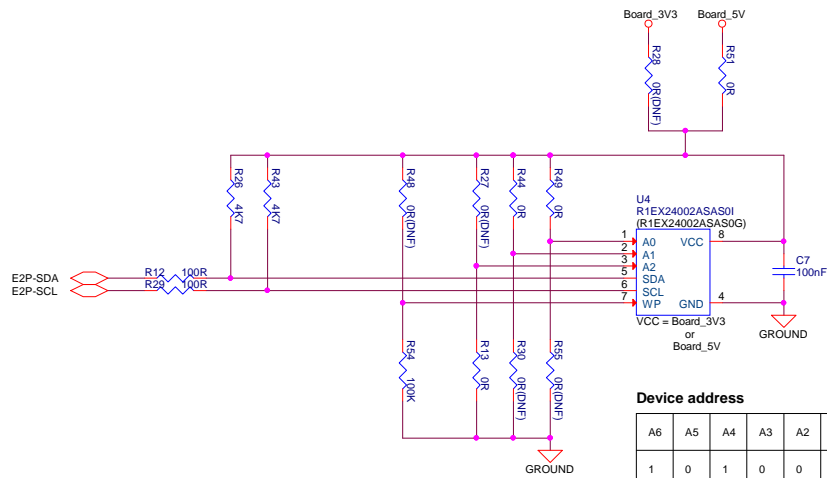 Board_3V3 Board_5V
R28 0R(DNF)
R51 0R
R26 4K7
R43 4K7
R48 0R(DNF)
R27 0R(DNF)
R44 0R
R49 0R
U4
R1EX24002ASAS0I
(R1EX24002ASAS0G)
1 A0 VCC 8
2 A1
3 A2
5 SDA
6 SCL
7 WP GND 4
C7
100nF
E2P-SDA R12 100R
E2P-SCL R29 100R
VCC = Board_3V3
or
Board_5V
GROUND
R54 100K
R13 0R
R30 0R(DNF)
R55 0R(DNF)
GROUND
Device address
A6 A5 A4 A3 A2
1 0 1 0 0